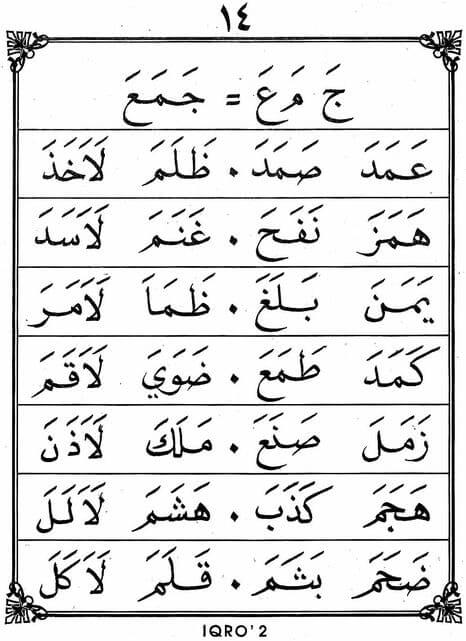 ١٤
جَ مَ عَ = جَمَعَ
عَمَدَ صَمَدَ . ظَلَمَ لَاَخَذَ
هَمَزَ نَفَحَ . غَنَمَ لَاَسَدَ
يَمَنَ بَلَغَ . ظَمَاَ لَاَمَرَ
كَمَدَ طَمَعَ . ضَوَيَ لَاَقَمَ
زَمَلَ صَنَعَ . مَلَكَ لَاَذَنَ
هَجَمَ كَذَبَ . هَشَمَ لَاَلَلَ
ضَخَمَ بَثَمَ . قَلَمَ لَاَكَلَ
IQRO' 2